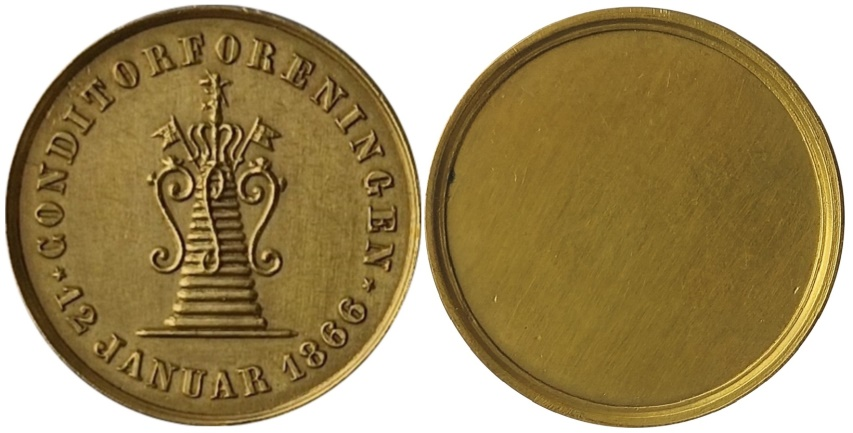 CONDITORFORENINGEN
* 12 JANUAR 1866 *